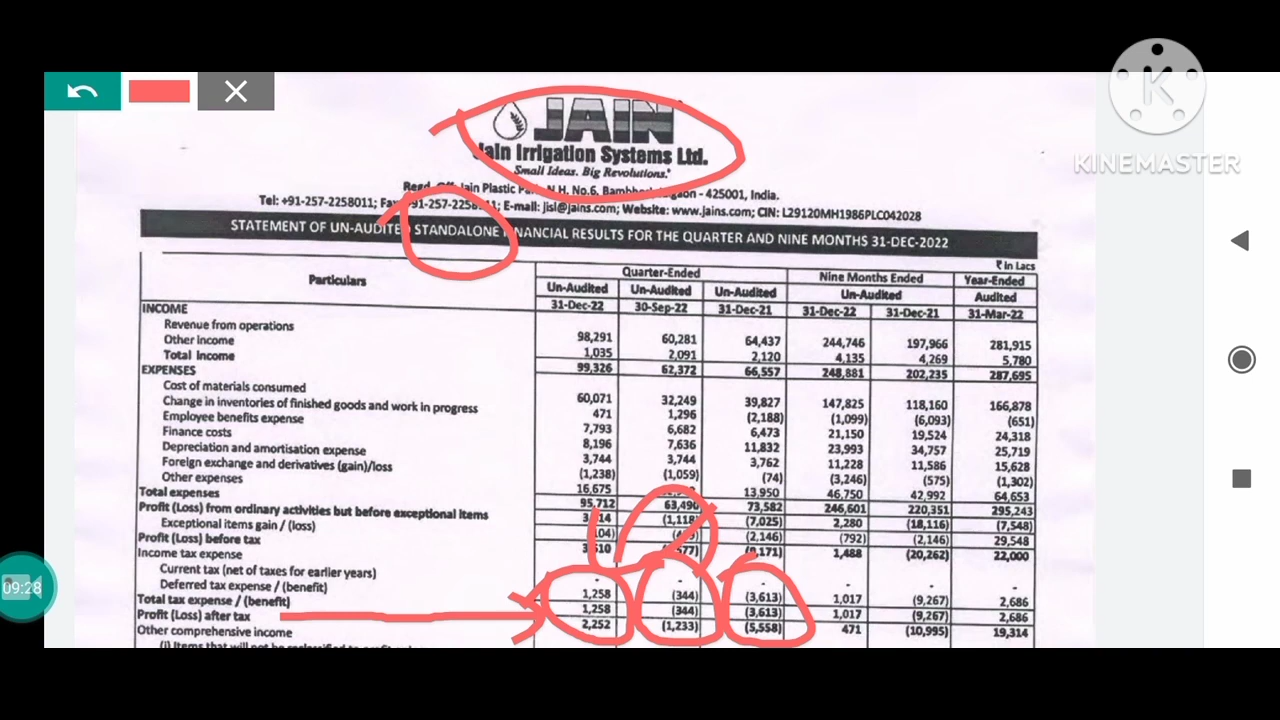 KINEMASTER
JAIN
Jain Irrigation Systems Ltd.
Small Ideas. Big Revolutions.
Regd. Off: Jain Plastic N.H. No.6, - 425001, India.
Tel: +91-257-2258011; E-mail: jisl@jains.com; Website: www.jains.com; CIN: L29120MH1986PLC042028
STATEMENT OF UN-AUDITED STANDALONE FINANCIAL RESULTS FOR THE QUARTER AND NINE MONTHS 31-DEC-2022
₹ in Lacs
Particulars Quarter-Ended Nine Months Ended Year-Ended
Un-Audited Un-Audited Un-Audited Un-Audited Audited
31-Dec-22 30-Sep-22 31-Dec-21 31-Dec-22 31-Dec-21 31-Mar-22
INCOME
Revenue from operations 98,291 60,281 64,437 244,746 197,966 281,915
Other income 1,035 2,091 2,120 4,135 4,269 5,780
Total income 99,326 62,372 66,557 248,881 202,235 287,695
EXPENSES
Cost of materials consumed 60,071 32,249 39,827 147,825 118,160 166,878
Change in inventories of finished goods and work in progress 471 1,296 (2,188) (1,099) (6,093) (651)
Employee benefits expense 7,793 6,682 6,473 21,150 19,524 24,318
Finance costs 8,196 7,636 11,832 23,993 34,757 25,719
Depreciation and amortisation expense 3,744 3,744 3,762 11,228 11,586 15,628
Foreign exchange and derivatives (gain)/loss (1,238) (1,059) (74) (3,246) (575) (1,302)
Other expenses 16,675 13,950 46,750 42,992 64,653
Total expenses 95,712 63,490 73,582 246,601 220,351 295,243
Profit (Loss) from ordinary activities but before exceptional items (1,118) (7,025) 2,280 (18,116) (7,548)
Exceptional items gain / (loss) (2,146) (792) (2,146) 29,548
Profit (Loss) before tax 1,488 (20,262) 22,000
Income tax expense
Current tax (net of taxes for earlier years) - - - - - -
Deferred tax expense / (benefit) 1,258 (344) (3,613) 1,017 (9,267) 2,686
Total tax expense / (benefit) 1,258 (344) (3,613) 1,017 (9,267) 2,686
Profit (Loss) after tax 2,252 (1,233) (5,558) 471 (10,995) 19,314
Other comprehensive income
09:28